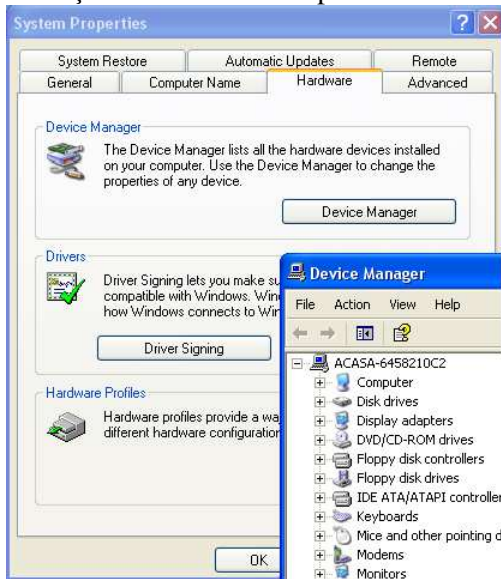 System Properties
System Restore Automatic Updates Remote
General Computer Name Hardware Advanced
Device Manager
The Device Manager lists all the hardware devices installed
on your computer. Use the Device Manager to change the
properties of any device.
Device Manager
Drivers
Driver Signing lets you make su
compatible with Windows. Win
how Windows connects to Wi
Driver Signing
Hardware Profiles
Hardware profiles provide a wa
different hardware configuration
OK
Device Manager
File Action View Help
ACASA-6458210C2
Computer
Disk drives
Display adapters
DVD/CD-ROM drives
Floppy disk controllers
Floppy disk drives
IDE ATA/ATAPI controller
Keyboards
Mice and other pointing d
Modems
Monitors